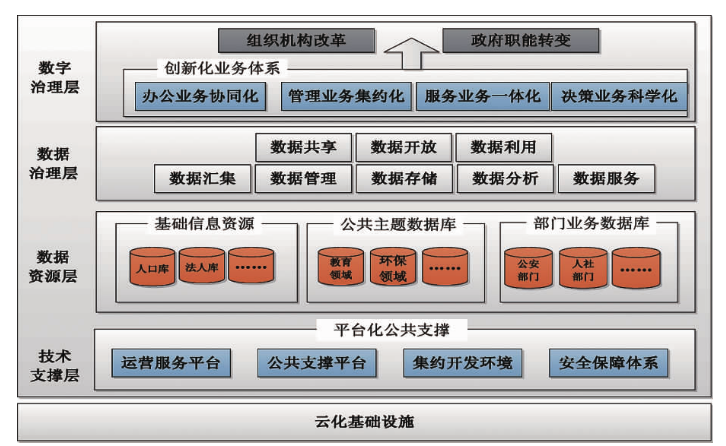 数字
治理层
组织机构改革 政府职能转变
创新化业务体系
办公业务协同化 管理业务集约化 服务业务一体化 决策业务科学化
数据
治理层
数据共享 数据开放 数据利用
数据汇集 数据管理 数据存储 数据分析 数据服务
数据
资源层
基础信息资源
人口库 法人库 ……
公共主题数据库
教育
领域
环保
领域
……
部门业务数据库
公安
部门
人社
部门
……
技术
支撑层
平台化公共支撑
运营服务平台 公共支撑平台 集约开发环境 安全保障体系
云化基础设施